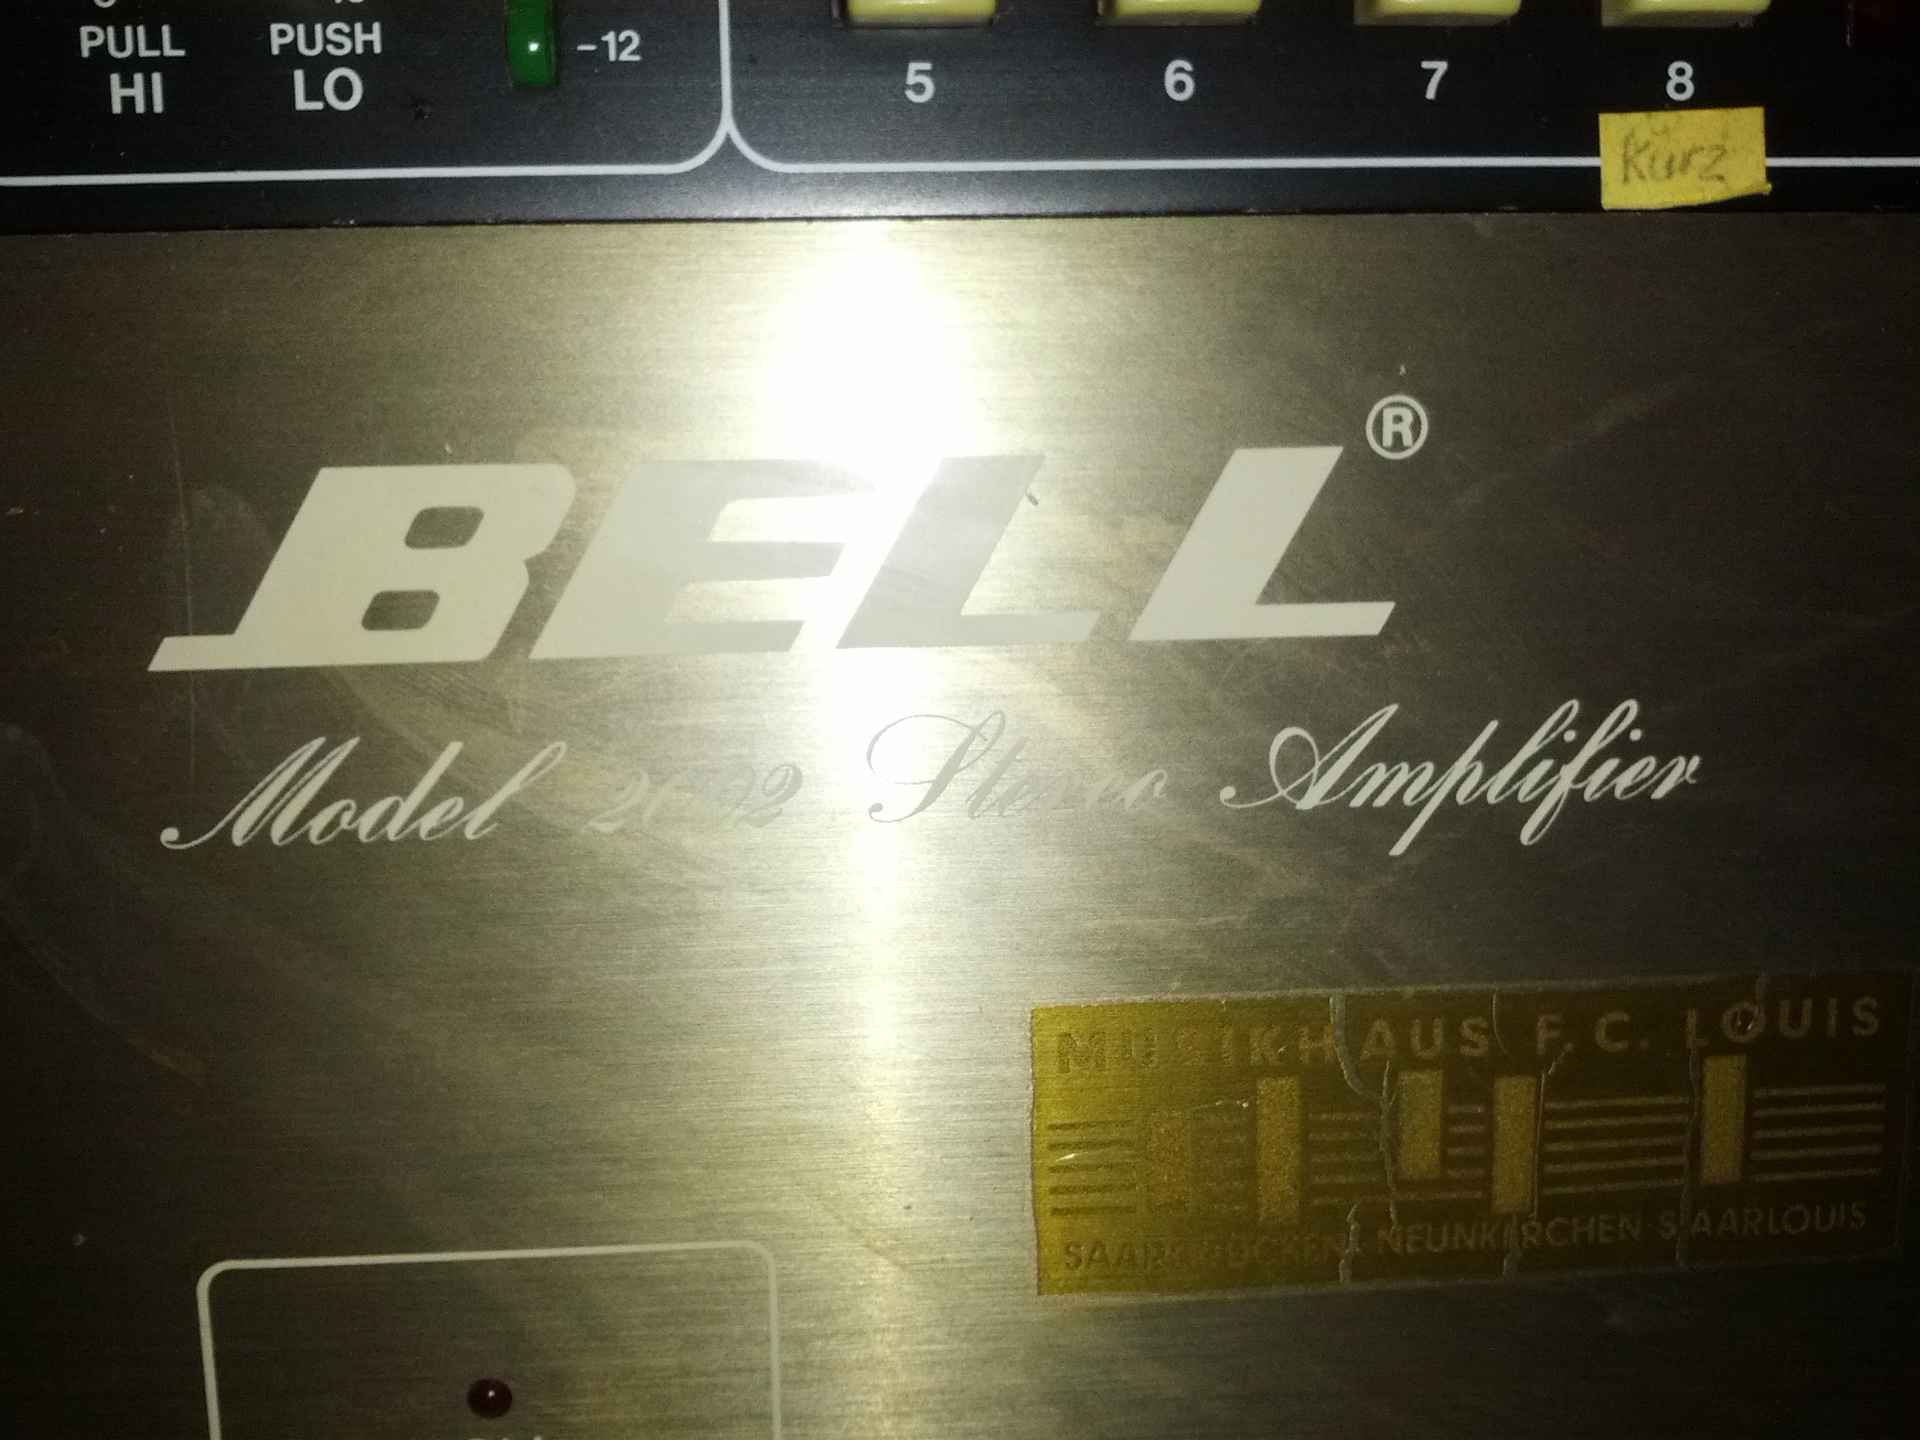 PULL PUSH -12
HI LO
5 6 7 8
Kurz
BELL®
Model 2002 Stereo Amplifier
MUSIKHAUS F. C. LOUIS
SAARBRÜCKEN · NEUNKIRCHEN · SAARLOUIS